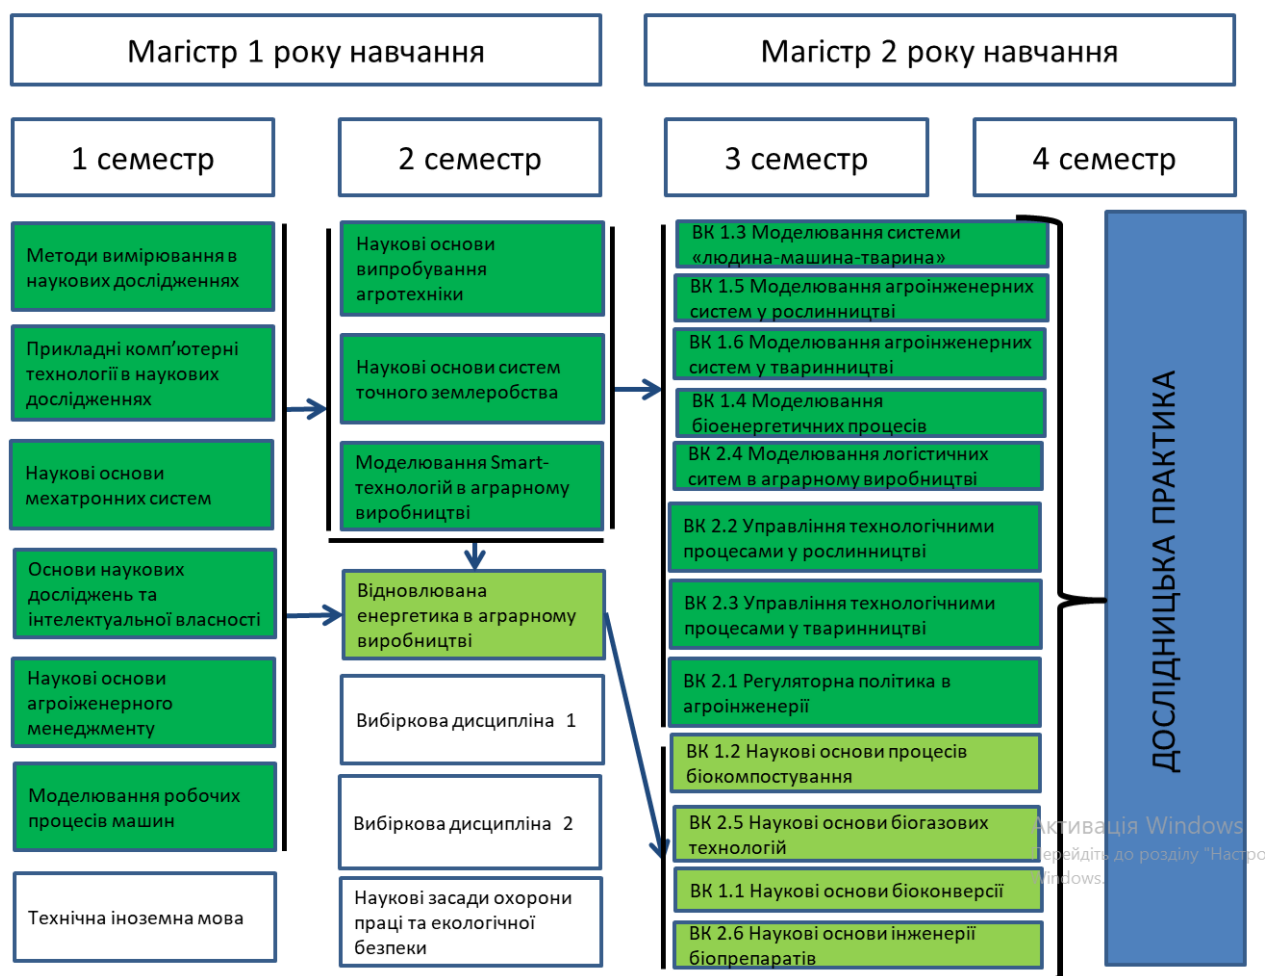 Магістр 1 року навчання
Магістр 2 року навчання
1 семестр
2 семестр
3 семестр
4 семестр
Методи вимірювання в
наукових дослідженнях
Прикладні комп’ютерні
технології в наукових
дослідженнях
Наукові основи
мехатронних систем
Основи наукових
досліджень та
інтелектуальної власності
Наукові основи
агроіженерного
менеджменту
Моделювання робочих
процесів машин
Технічна іноземна мова
Наукові основи
випробування
агротехніки
Наукові основи систем
точного землеробства
Моделювання Smart-
технологій в аграрному
виробництві
Відновлювана
енергетика в аграрному
виробництві
Вибіркова дисципліна 1
Вибіркова дисципліна 2
Наукові засади охорони
праці та екологічної
безпеки
ВК 1.3 Моделювання системи
«людина-машина-тварина»
ВК 1.5 Моделювання агроінженерних
систем у рослинництві
ВК 1.6 Моделювання агроінженерних
систем у тваринництві
ВК 1.4 Моделювання
біоенергетичних процесів
ВК 2.4 Моделювання логістичних
ситем в аграрному виробництві
ВК 2.2 Управління технологічними
процесами у рослинництві
ВК 2.3 Управління технологічними
процесами у тваринництві
ВК 2.1 Регуляторна політика в
агроінженерії
ВК 1.2 Наукові основи процесів
біокомпостування
ВК 2.5 Наукові основи біогазових
технологій
ВК 1.1 Наукові основи біоконверсії
ВК 2.6 Наукові основи інженерії
біопрепаратів
ДОСЛІДНИЦЬКА ПРАКТИКА
Активація Windows
Перейдіть до розділу "Настро
Windows.